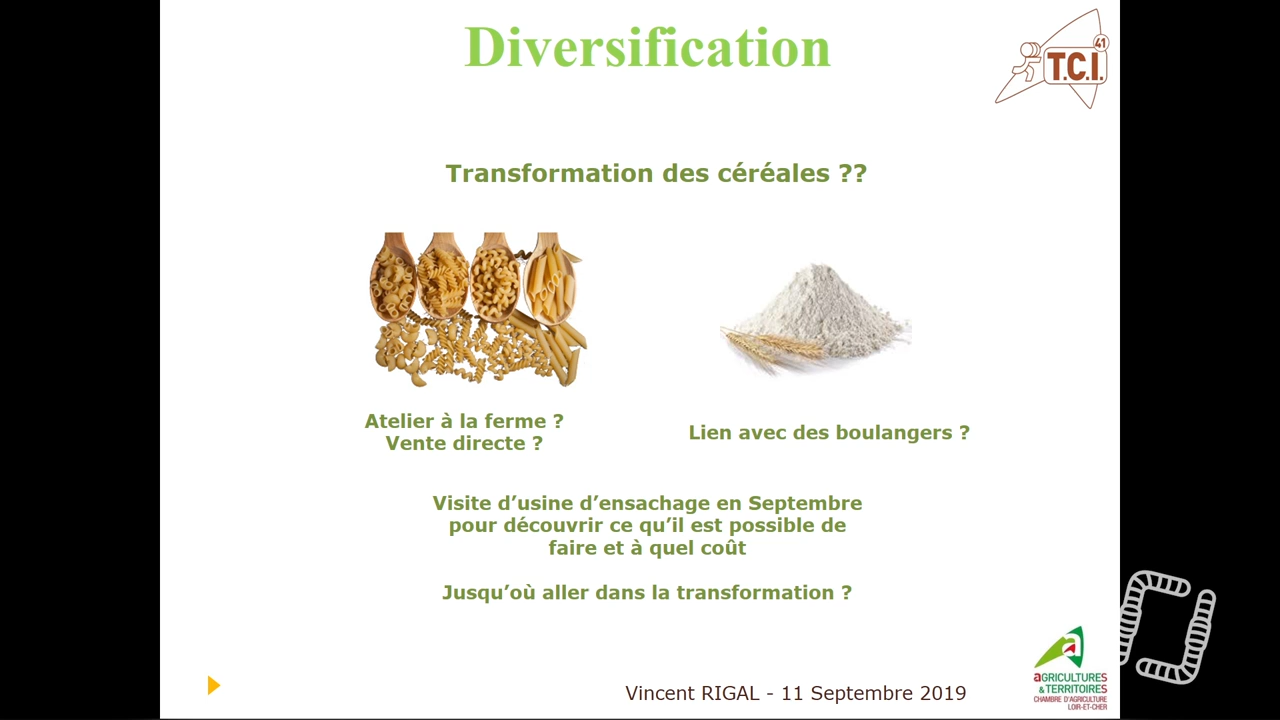 Diversification
41
T.C.I.
Transformation des céréales ??
Atelier à la ferme ?
Vente directe ?
Lien avec des boulangers ?
Visite d’usine d’ensachage en Septembre
pour découvrir ce qu’il est possible de
faire et à quel coût
Jusqu’où aller dans la transformation ?
Vincent RIGAL - 11 Septembre 2019
aGRICULTURES
& TERRITOIRES
CHAMBRE D'AGRICULTURE
LOIR-ET-CHER